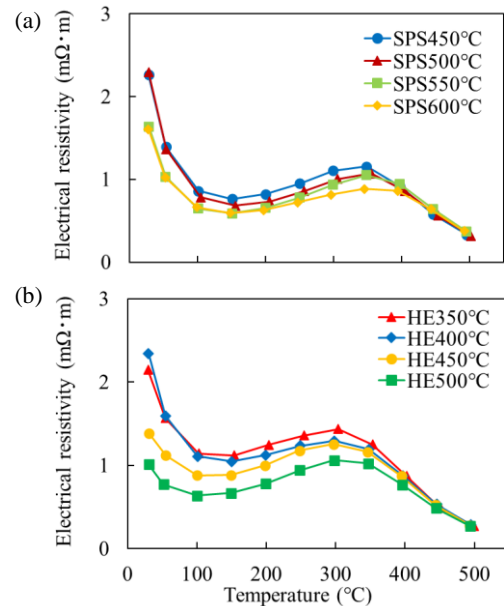 (a)
Electrical resistivity (mΩ·m)
3
2
1
0
SPS450℃
SPS500℃
SPS550℃
SPS600℃
(b)
Electrical resistivity (mΩ·m)
3
2
1
0
HE350℃
HE400℃
HE450℃
HE500℃
0 100 200 300 400 500
Temperature (℃)